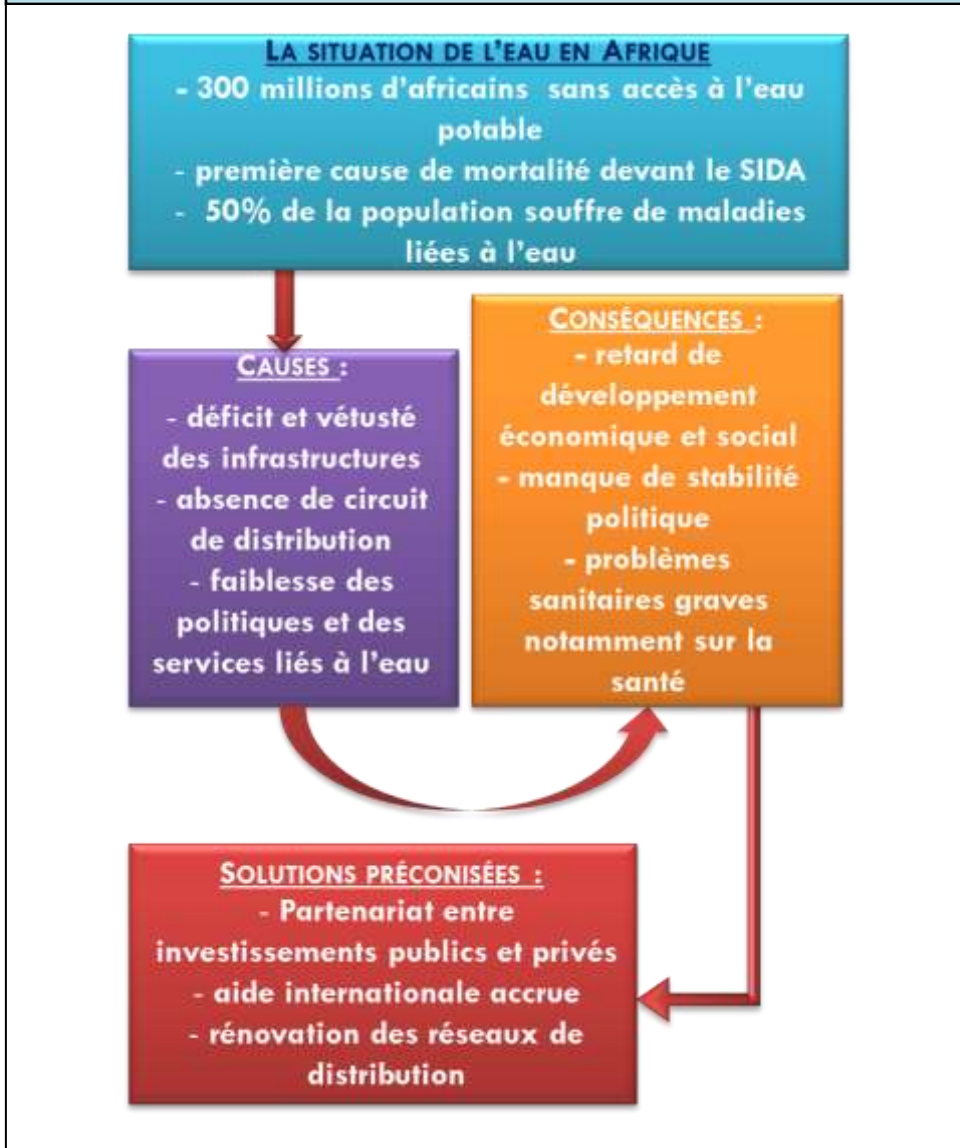 LA SITUATION DE L'EAU EN AFRIQUE
- 300 millions d'africains sans accès à l'eau
potable
- première cause de mortalité devant le SIDA
- 50% de la population souffre de maladies
liées à l'eau
CAUSES :
- déficit et vétusté
des infrastructures
- absence de circuit
de distribution
- faiblesse des
politiques et des
services liés à l'eau
CONSÉQUENCES :
- retard de
développement
économique et social
- manque de stabilité
politique
- problèmes
sanitaires graves
notamment sur la
santé
SOLUTIONS PRÉCONISÉES :
- Partenariat entre
investissements publics et privés
- aide internationale accrue
- rénovation des réseaux de
distribution